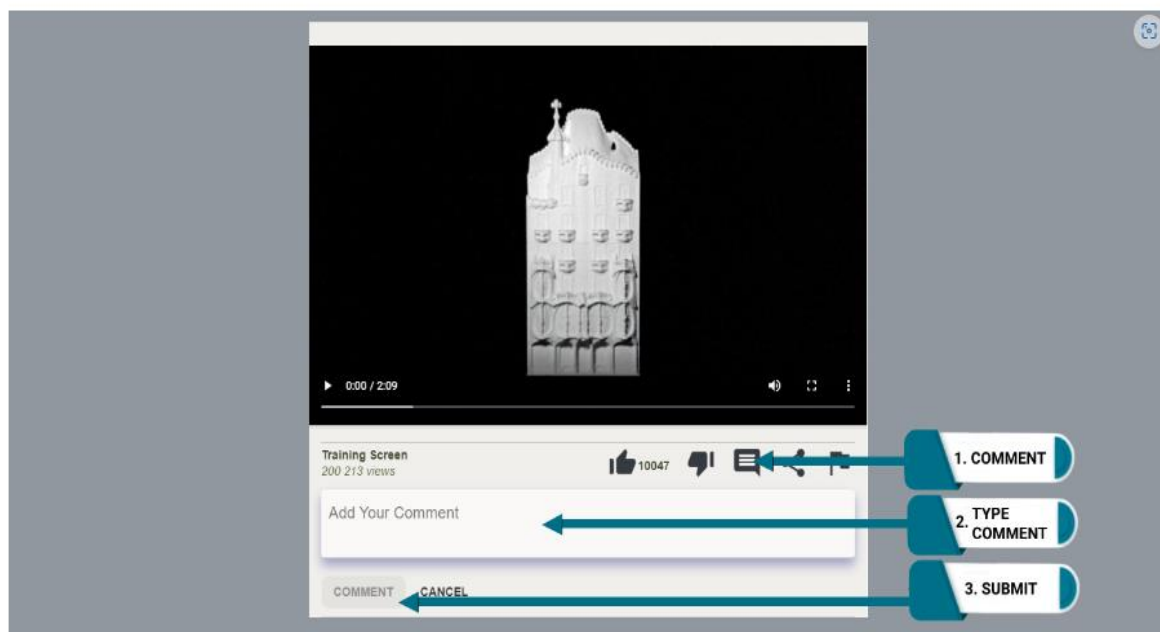 0:00 / 2:09
Training Screen
200 213 views
10047
1. COMMENT
Add Your Comment
2. TYPE
COMMENT
COMMENT
CANCEL
3. SUBMIT